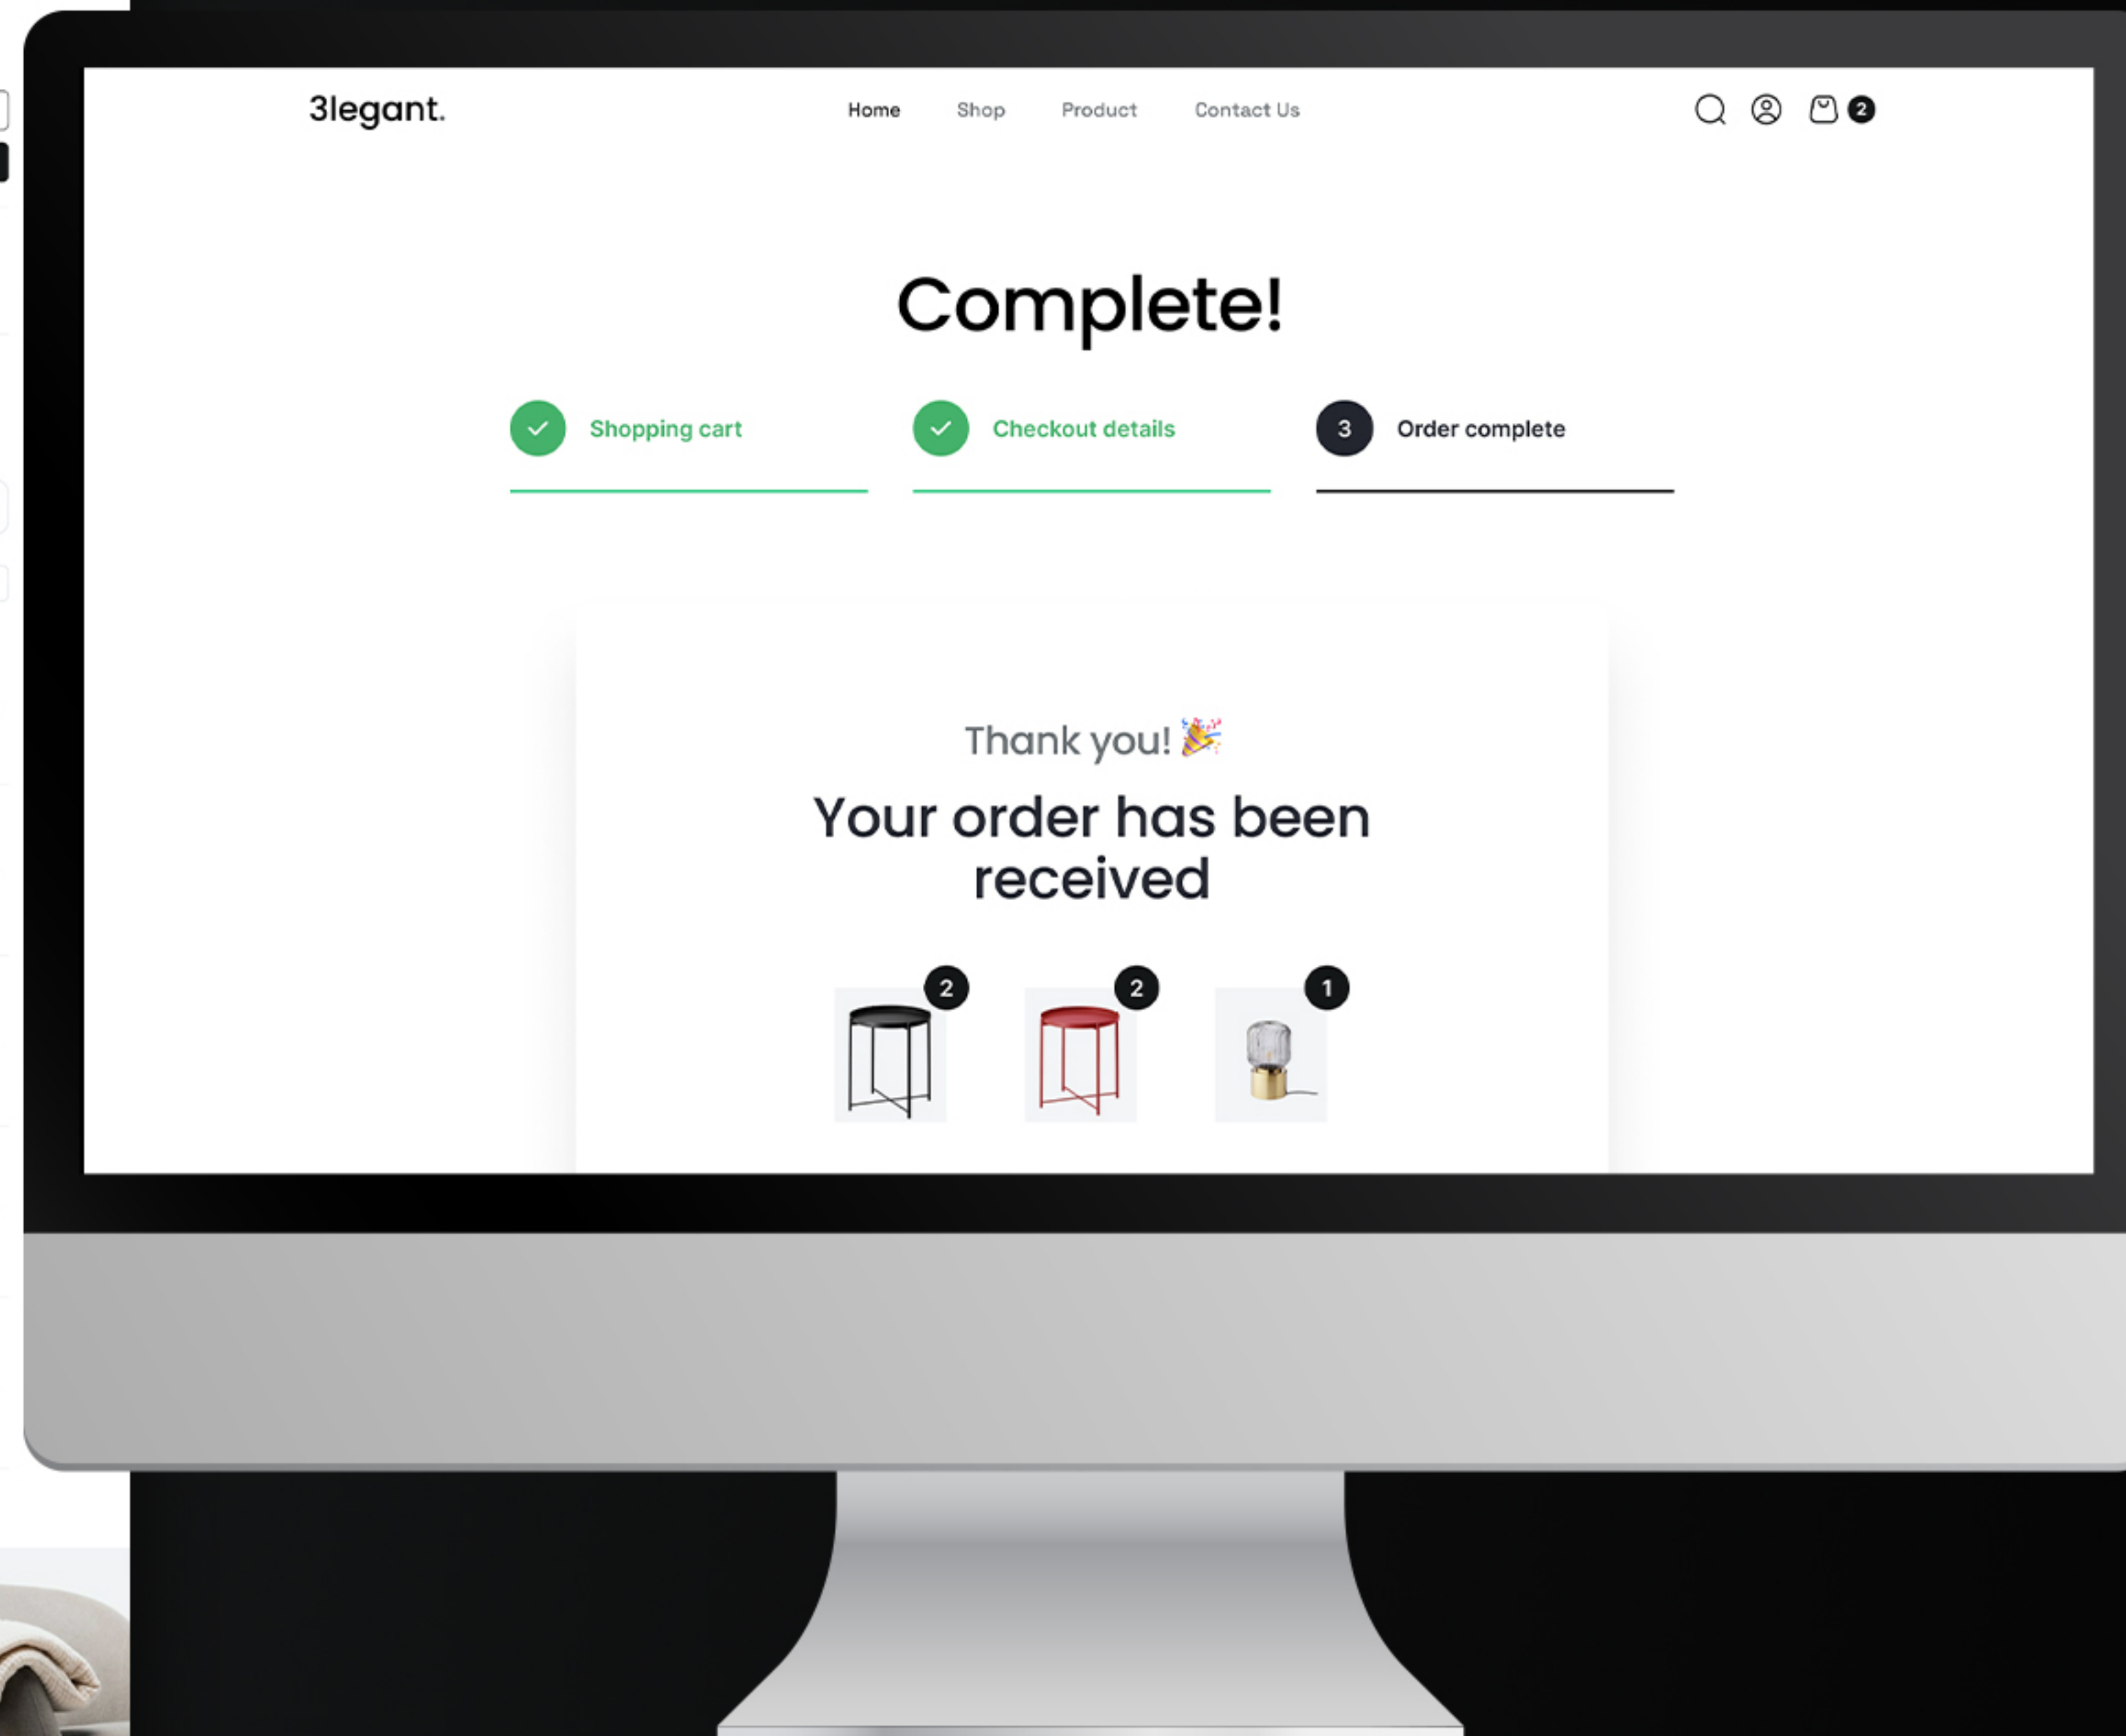 3legant.
Home Shop Product Contact Us
2
Complete!
Shopping cart
Checkout details
3 Order complete
Thank you! 🎉
Your order has been
received
2 2 1